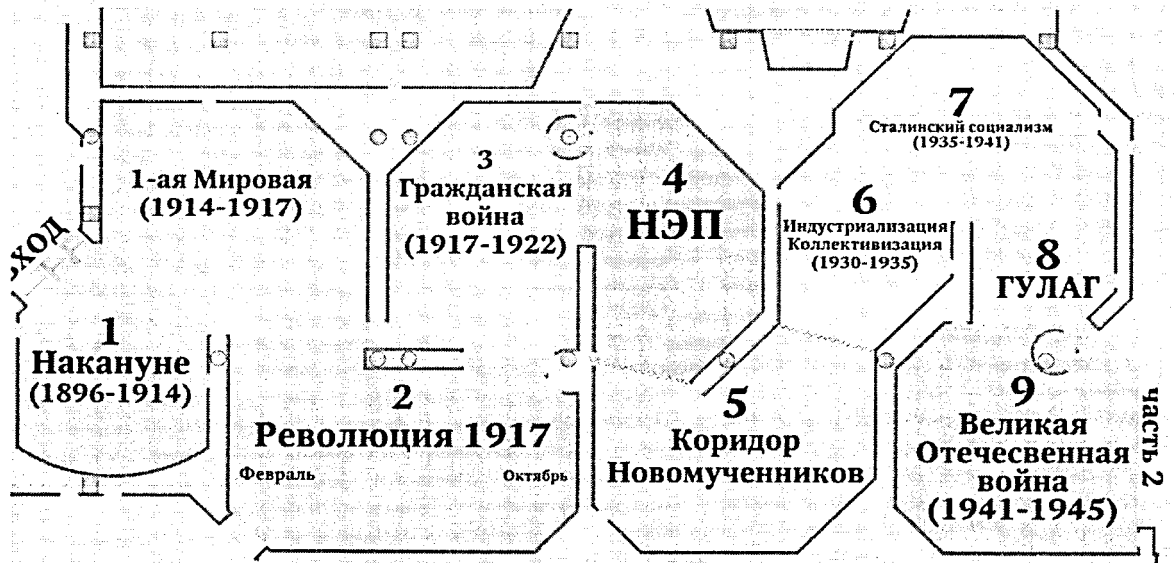 ВХОД
1
Накануне
(1896-1914)
1-ая Мировая
(1914-1917)
2
Революция 1917
Февраль
Октябрь
3
Гражданская
война
(1917-1922)
4
НЭП
5
Коридор
Новомученников
6
Индустриализация
Коллективизация
(1930-1935)
7
Сталинский социализм
(1935-1941)
8
ГУЛАГ
9
Великая
Отечесвенная
война
(1941-1945)
часть 2